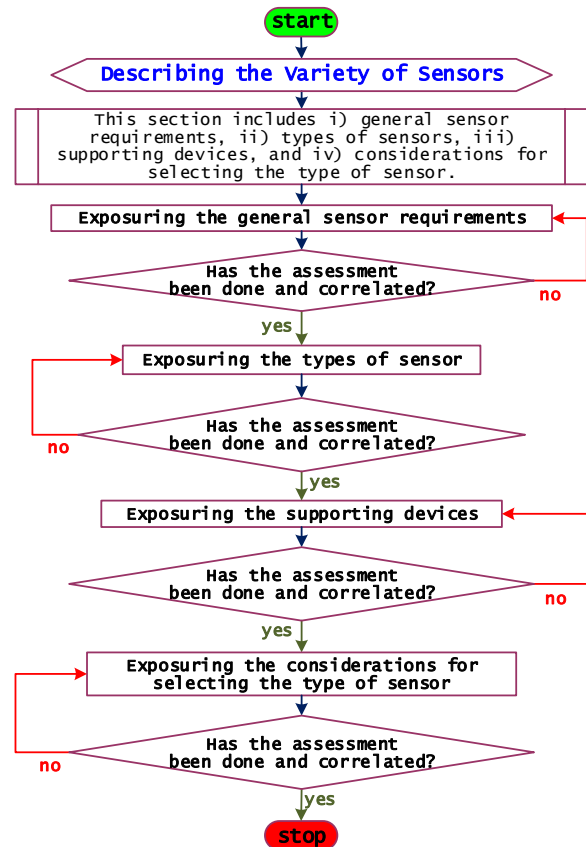 start
Describing the Variety of Sensors
This section includes i) general sensor
requirements, ii) types of sensors, iii)
supporting devices, and iv) considerations for
selecting the type of sensor.
Exposuring the general sensor requirements
Has the assessment
been done and correlated?
no
yes
Exposuring the types of sensor
Has the assessment
been done and correlated?
no
yes
Exposuring the supporting devices
Has the assessment
been done and correlated?
no
yes
Exposuring the considerations for
selecting the type of sensor
Has the assessment
been done and correlated?
no
yes
stop